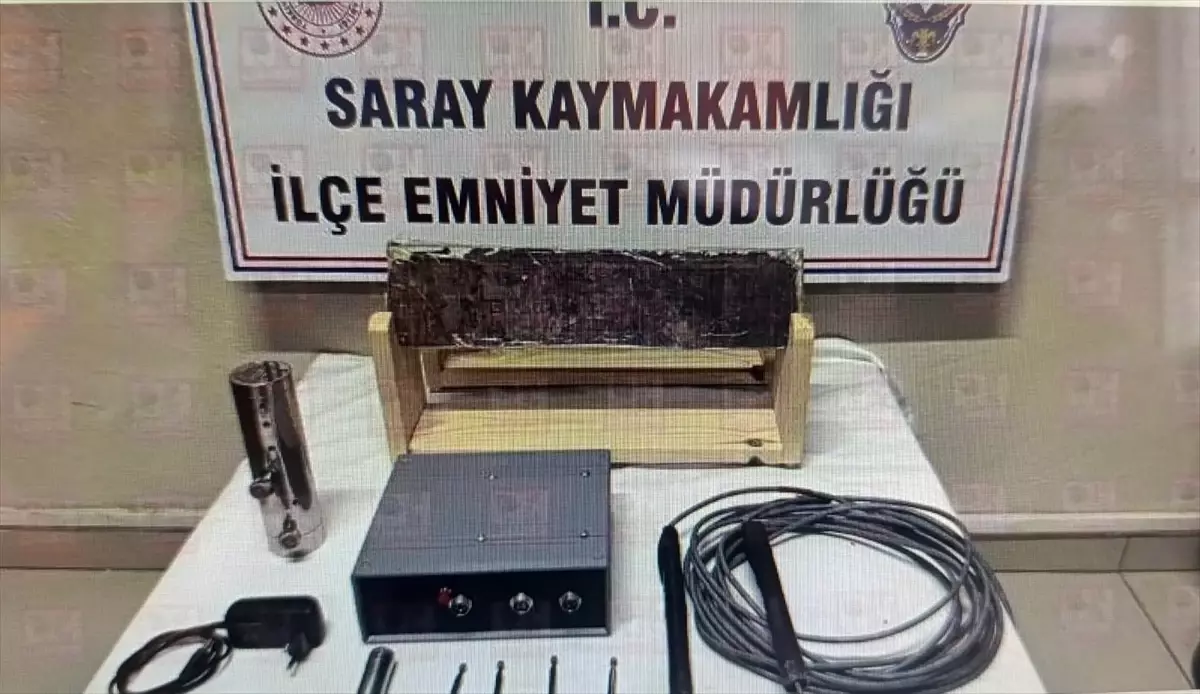 T.C.
SARAY KAYMAKAMLIĞI
İLÇE EMNİYET MÜDÜRLÜĞÜ